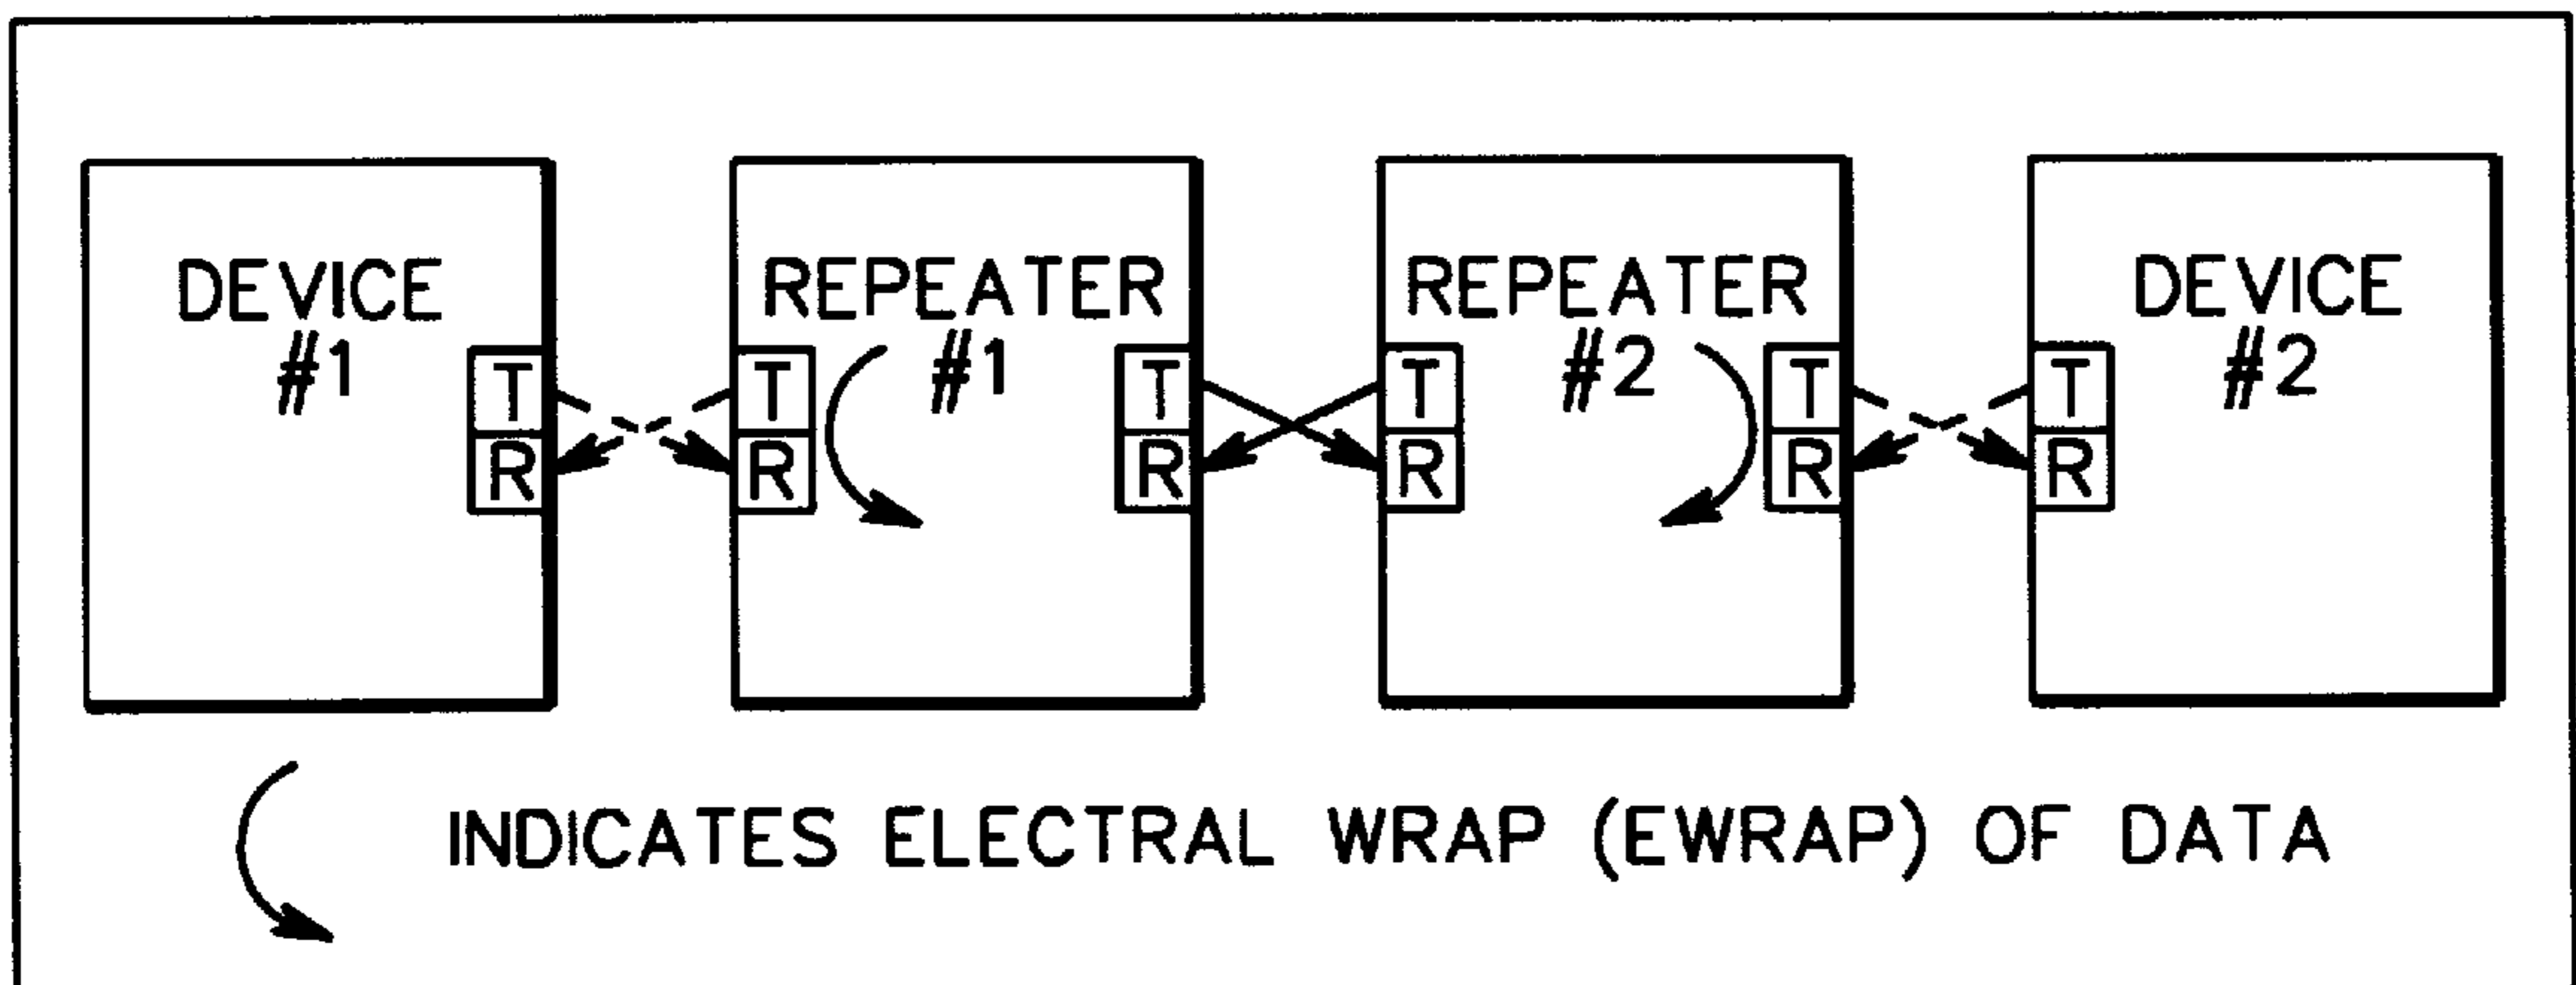 DEVICE
#1
T
R
REPEATER
#1
T
R
T
R
REPEATER
#2
T
R
T
R
DEVICE
#2
T
R
INDICATES ELECTRAL WRAP (EWRAP) OF DATA